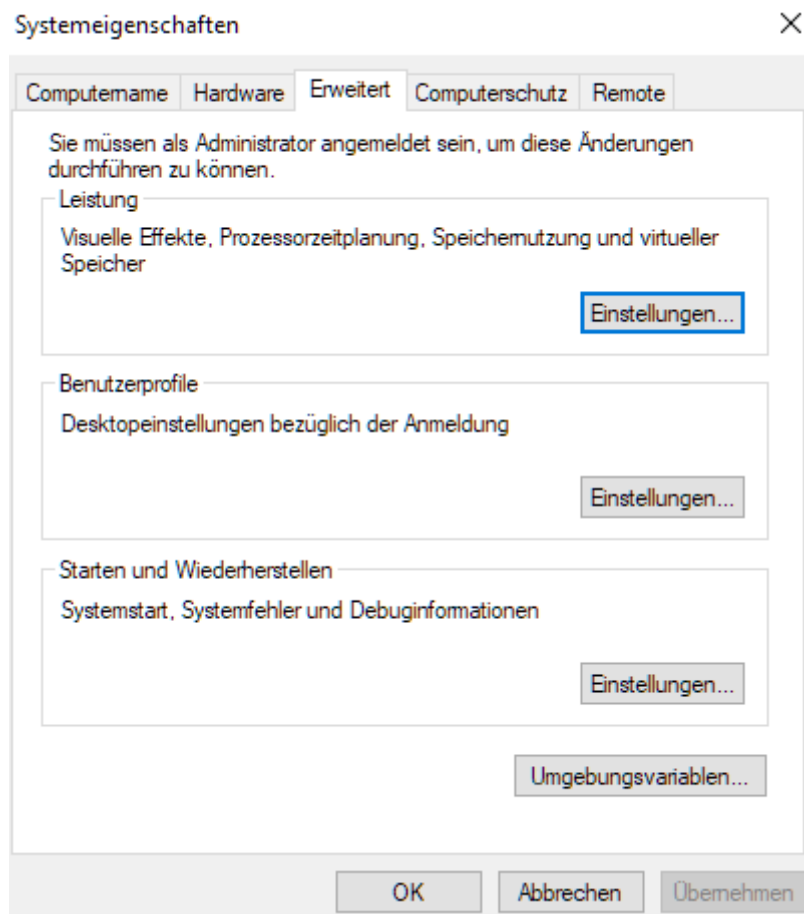 Systemeigenschaften
Computername Hardware Erweitert Computerschutz Remote
Sie müssen als Administrator angemeldet sein, um diese Änderungen
durchführen zu können.
Leistung
Visuelle Effekte, Prozessorzeitplanung, Speichernutzung und virtueller
Speicher
Einstellungen...
Benutzerprofile
Desktopeinstellungen bezüglich der Anmeldung
Einstellungen...
Starten und Wiederherstellen
Systemstart, Systemfehler und Debuginformationen
Einstellungen...
Umgebungsvariablen...
OK Abbrechen Übernehmen